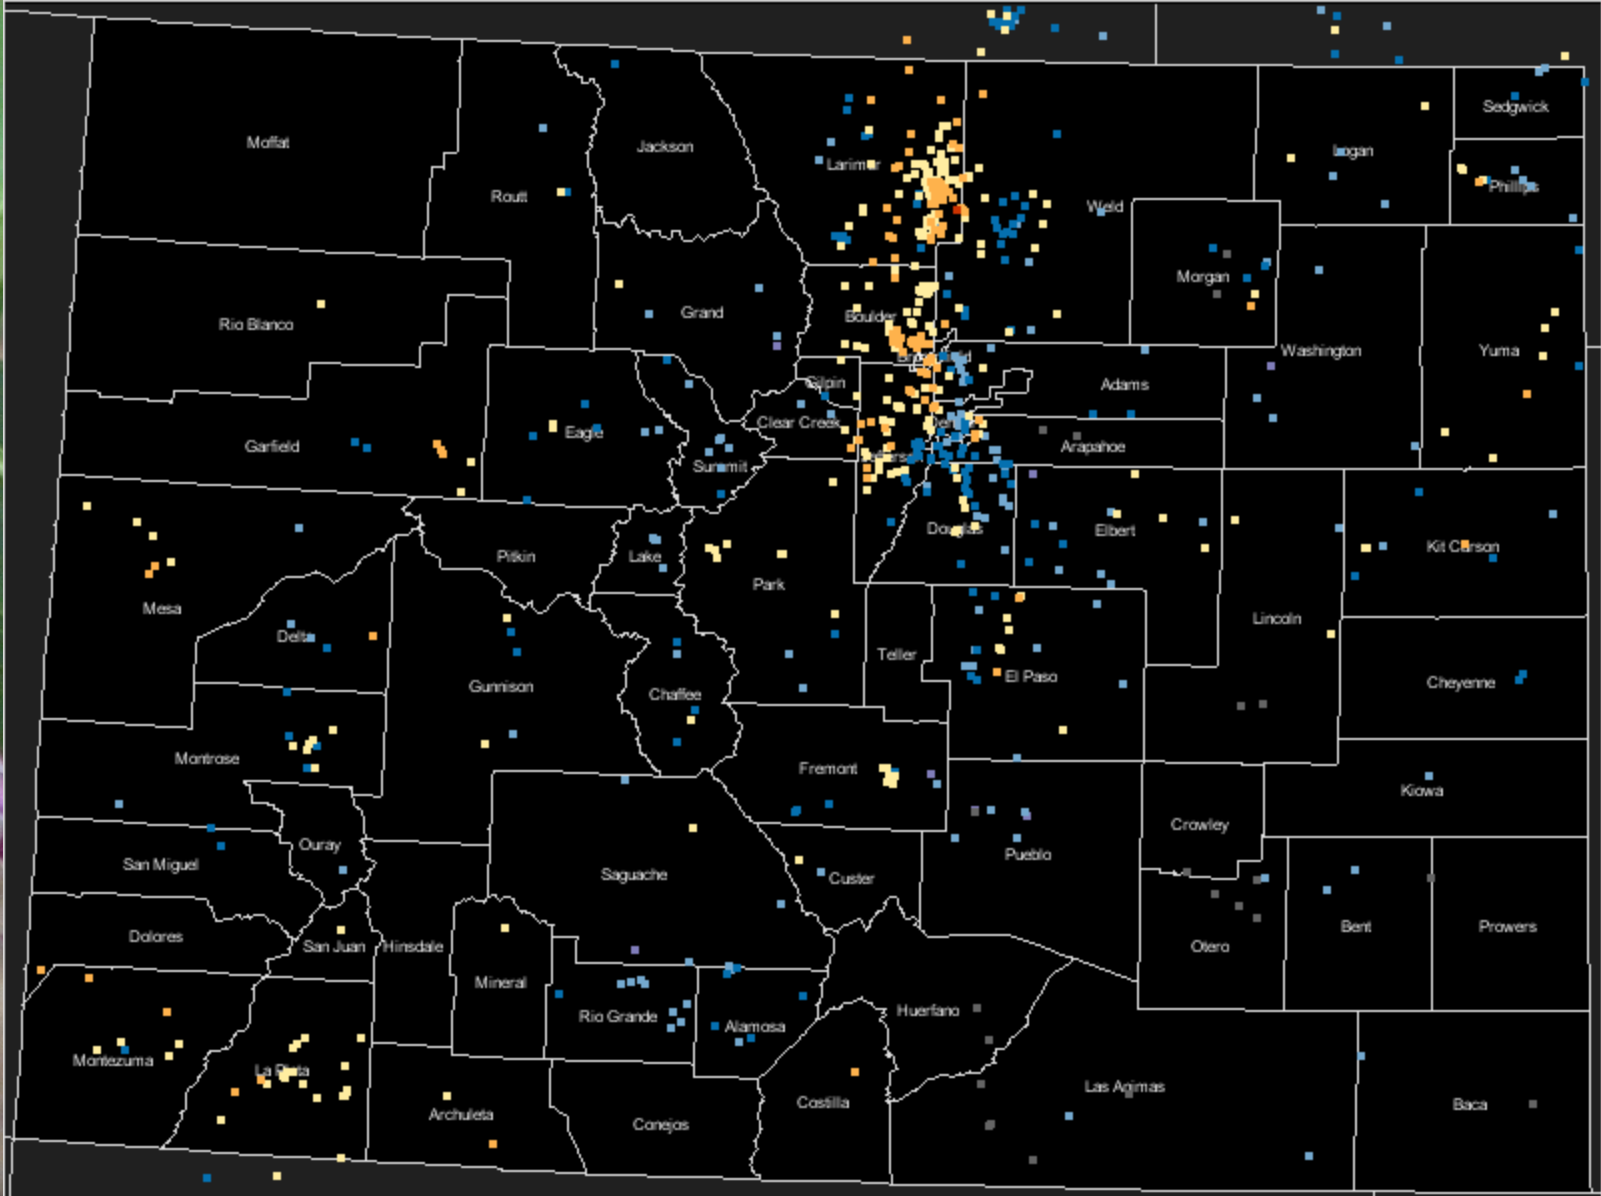 Sedgwick
Moffat
Jackson
Logan
Larimer
Phillips
Routt
Weld
Morgan
Grand
Boulder
Rio Blanco
Washington
Yuma
Gilpin
Adams
Clear Creek
Eagle
Garfield
Arapahoe
Summit
Douglas
Elbert
Kit Carson
Pitkin
Lake
Park
Mesa
Lincoln
Delta
Teller
El Paso
Cheyenne
Gunnison
Chaffee
Montrose
Fremont
Kiowa
Crowley
Ouray
Pueblo
San Miguel
Saguache
Custer
Bent
Prowers
Dolores
San Juan
Hinsdale
Otero
Mineral
Huerfano
Rio Grande
Alamosa
Montezuma
La Plata
Las Animas
Costilla
Baca
Archuleta
Conejos